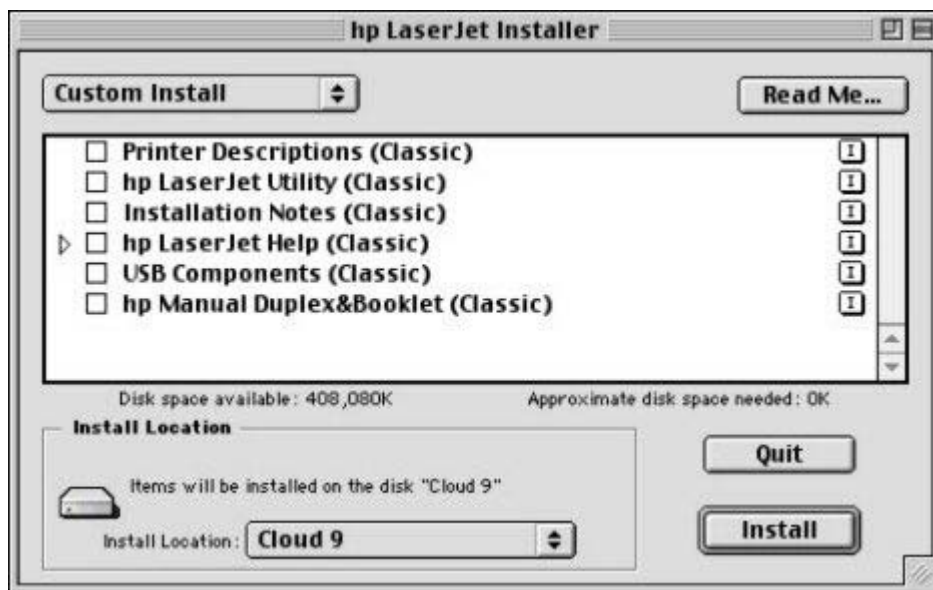 hp LaserJet Installer
Custom Install
Read Me...
Printer Descriptions (Classic)
hp LaserJet Utility (Classic)
Installation Notes (Classic)
hp LaserJet Help (Classic)
USB Components (Classic)
hp Manual Duplex&Booklet (Classic)
Disk space available: 408,080K
Approximate disk space needed: 0K
Install Location
Items will be installed on the disk "Cloud 9"
Install Location: Cloud 9
Quit
Install